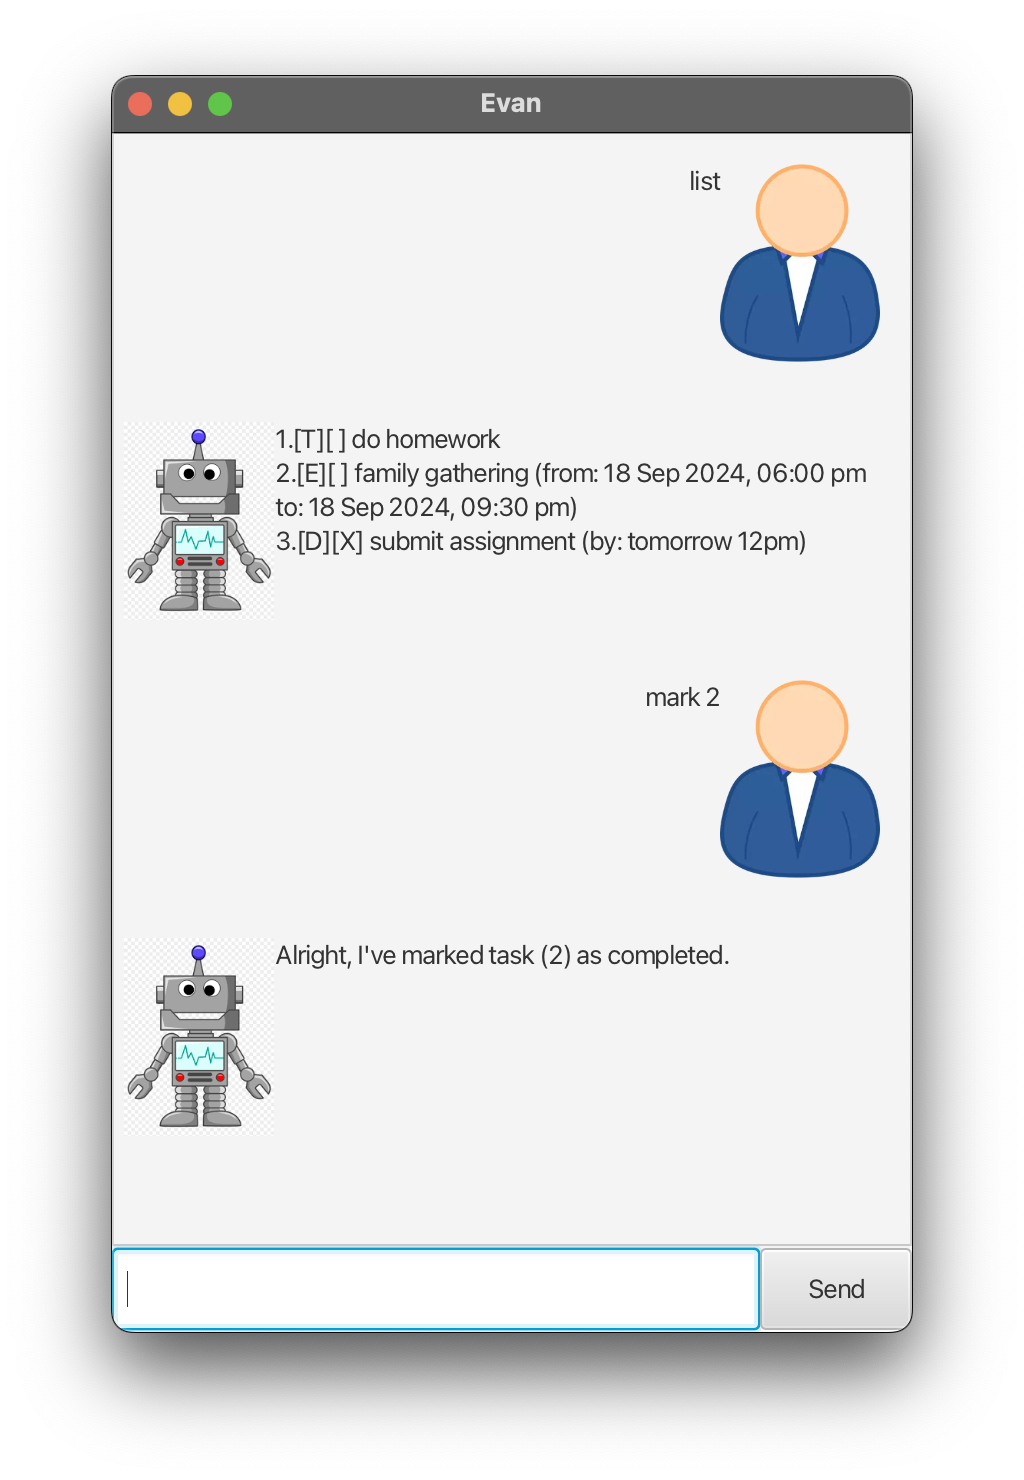 Evan
list
1.[T][ ] do homework
2.[E][ ] family gathering (from: 18 Sep 2024, 06:00 pm
to: 18 Sep 2024, 09:30 pm)
3.[D][X] submit assignment (by: tomorrow 12pm)
mark 2
Alright, I've marked task (2) as completed.
Send